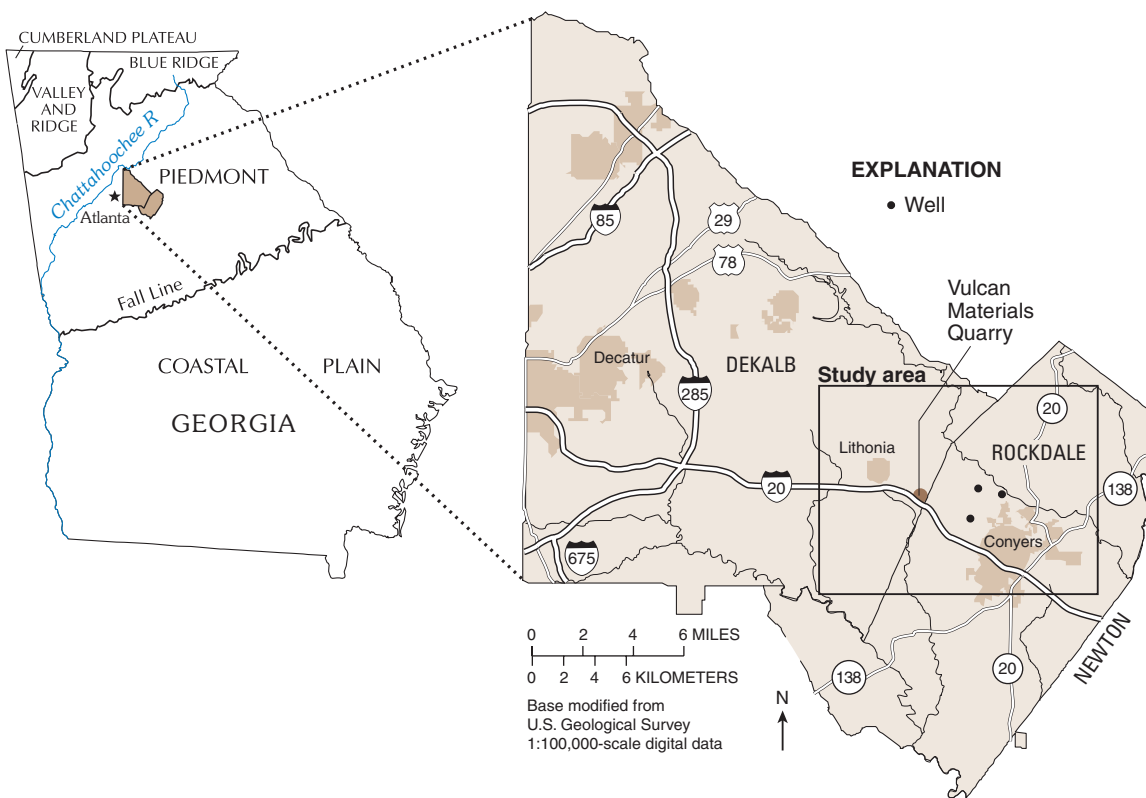 CUMBERLAND PLATEAU
BLUE RIDGE
VALLEY
AND
RIDGE
Chattahoochee R
PIEDMONT
Atlanta
Fall Line
COASTAL PLAIN
GEORGIA
EXPLANATION
Well
85
29
78
Vulcan
Materials
Quarry
Decatur
DEKALB
285
Study area
20
Lithonia
ROCKDALE
20
138
Conyers
675
NEWTON
138
20
0 2 4 6 MILES
0 2 4 6 KILOMETERS
Base modified from
U.S. Geological Survey
1:100,000-scale digital data
N